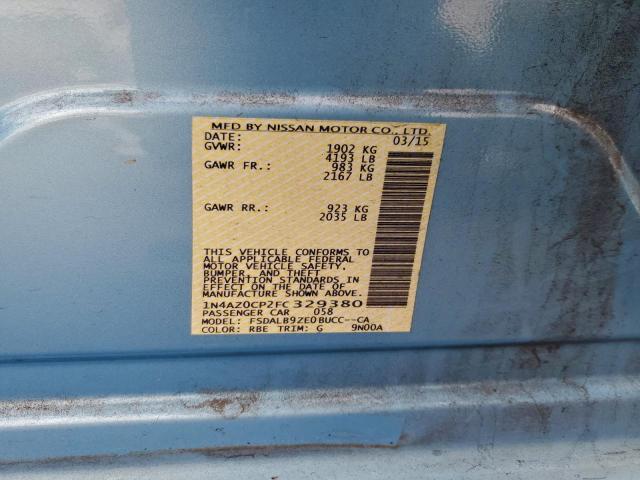 MFD BY NISSAN MOTOR CO., LTD.
DATE: 03/15
GVWR: 1902 KG
4193 LB
GAWR FR.: 983 KG
2167 LB
GAWR RR.: 923 KG
2035 LB
THIS VEHICLE CONFORMS TO
ALL APPLICABLE FEDERAL
MOTOR VEHICLE SAFETY,
BUMPER, AND THEFT
PREVENTION STANDARDS
IN EFFECT ON THE DATE OF
MANUFACTURE SHOWN ABOVE.
1N4AZ0CP2FC329380
PASSENGER CAR 058
MODEL: FSDALB9ZE0BUCC--CA
COLOR: RBE TRIM: G 9N00A